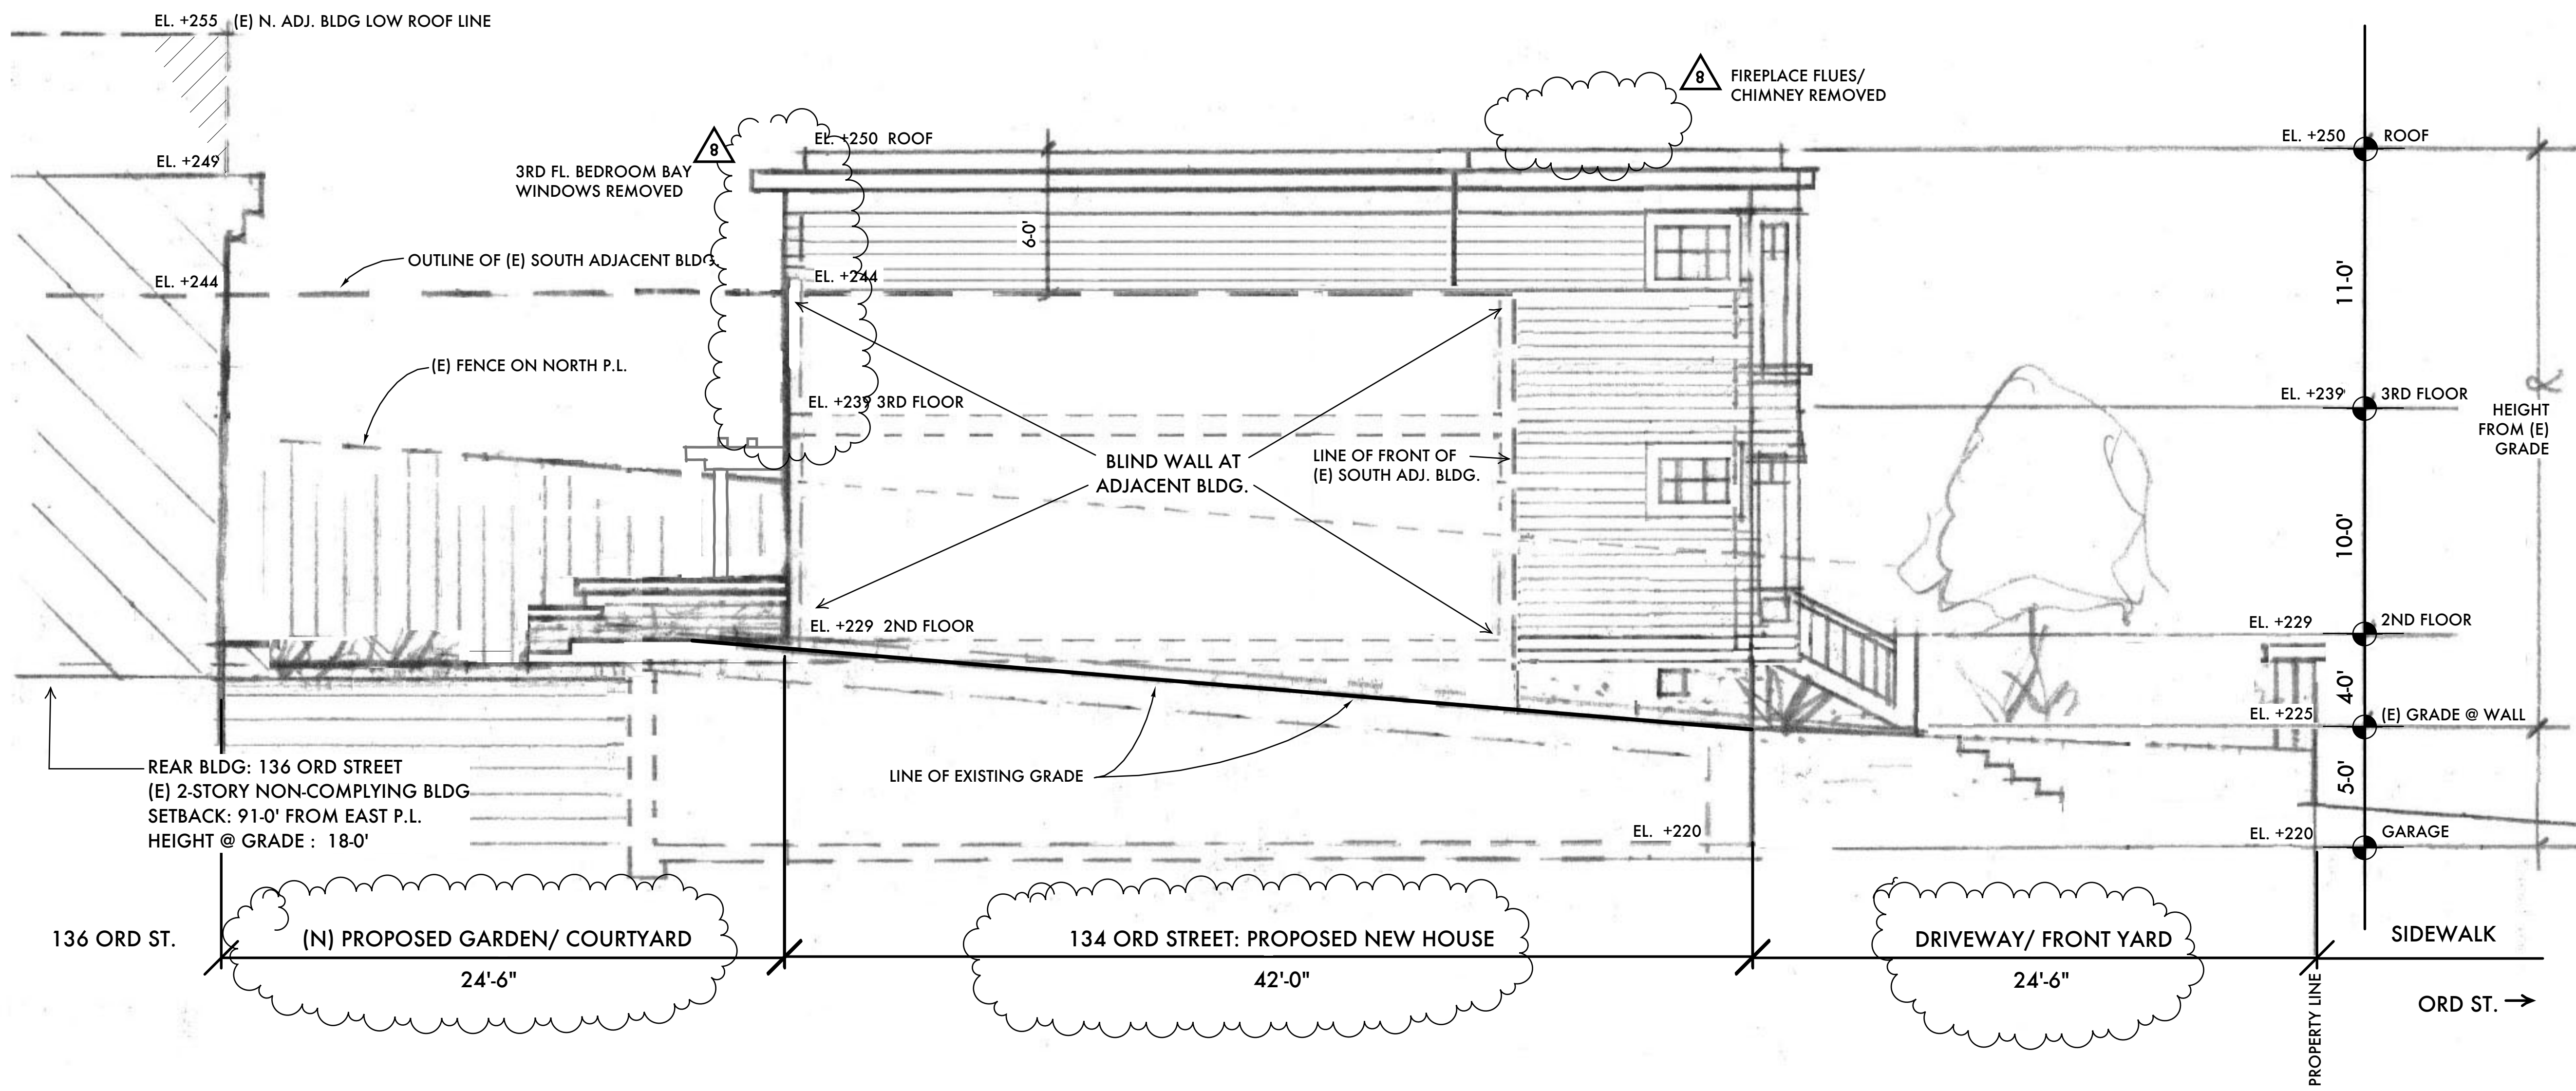 EL. +255 (E) N. ADJ. BLDG LOW ROOF LINE
8 FIREPLACE FLUES/
CHIMNEY REMOVED
EL. +249
8
3RD FL. BEDROOM BAY
WINDOWS REMOVED
EL. +250 ROOF
EL. +250 ROOF
6-0'
OUTLINE OF (E) SOUTH ADJACENT BLDG.
EL. +244
EL. +244
11-0'
(E) FENCE ON NORTH P.L.
EL. +239 3RD FLOOR
EL. +239 3RD FLOOR
HEIGHT
FROM (E)
GRADE
BLIND WALL AT
ADJACENT BLDG.
LINE OF FRONT OF
(E) SOUTH ADJ. BLDG.
10-0'
EL. +229 2ND FLOOR
EL. +229 2ND FLOOR
4-0'
EL. +225 (E) GRADE @ WALL
LINE OF EXISTING GRADE
5-0'
REAR BLDG: 136 ORD STREET
(E) 2-STORY NON-COMPLYING BLDG
SETBACK: 91-0' FROM EAST P.L.
HEIGHT @ GRADE : 18-0'
EL. +220
EL. +220 GARAGE
136 ORD ST.
(N) PROPOSED GARDEN/ COURTYARD
24'-6"
134 ORD STREET: PROPOSED NEW HOUSE
42'-0"
DRIVEWAY/ FRONT YARD
24'-6"
SIDEWALK
PROPERTY LINE
ORD ST. →